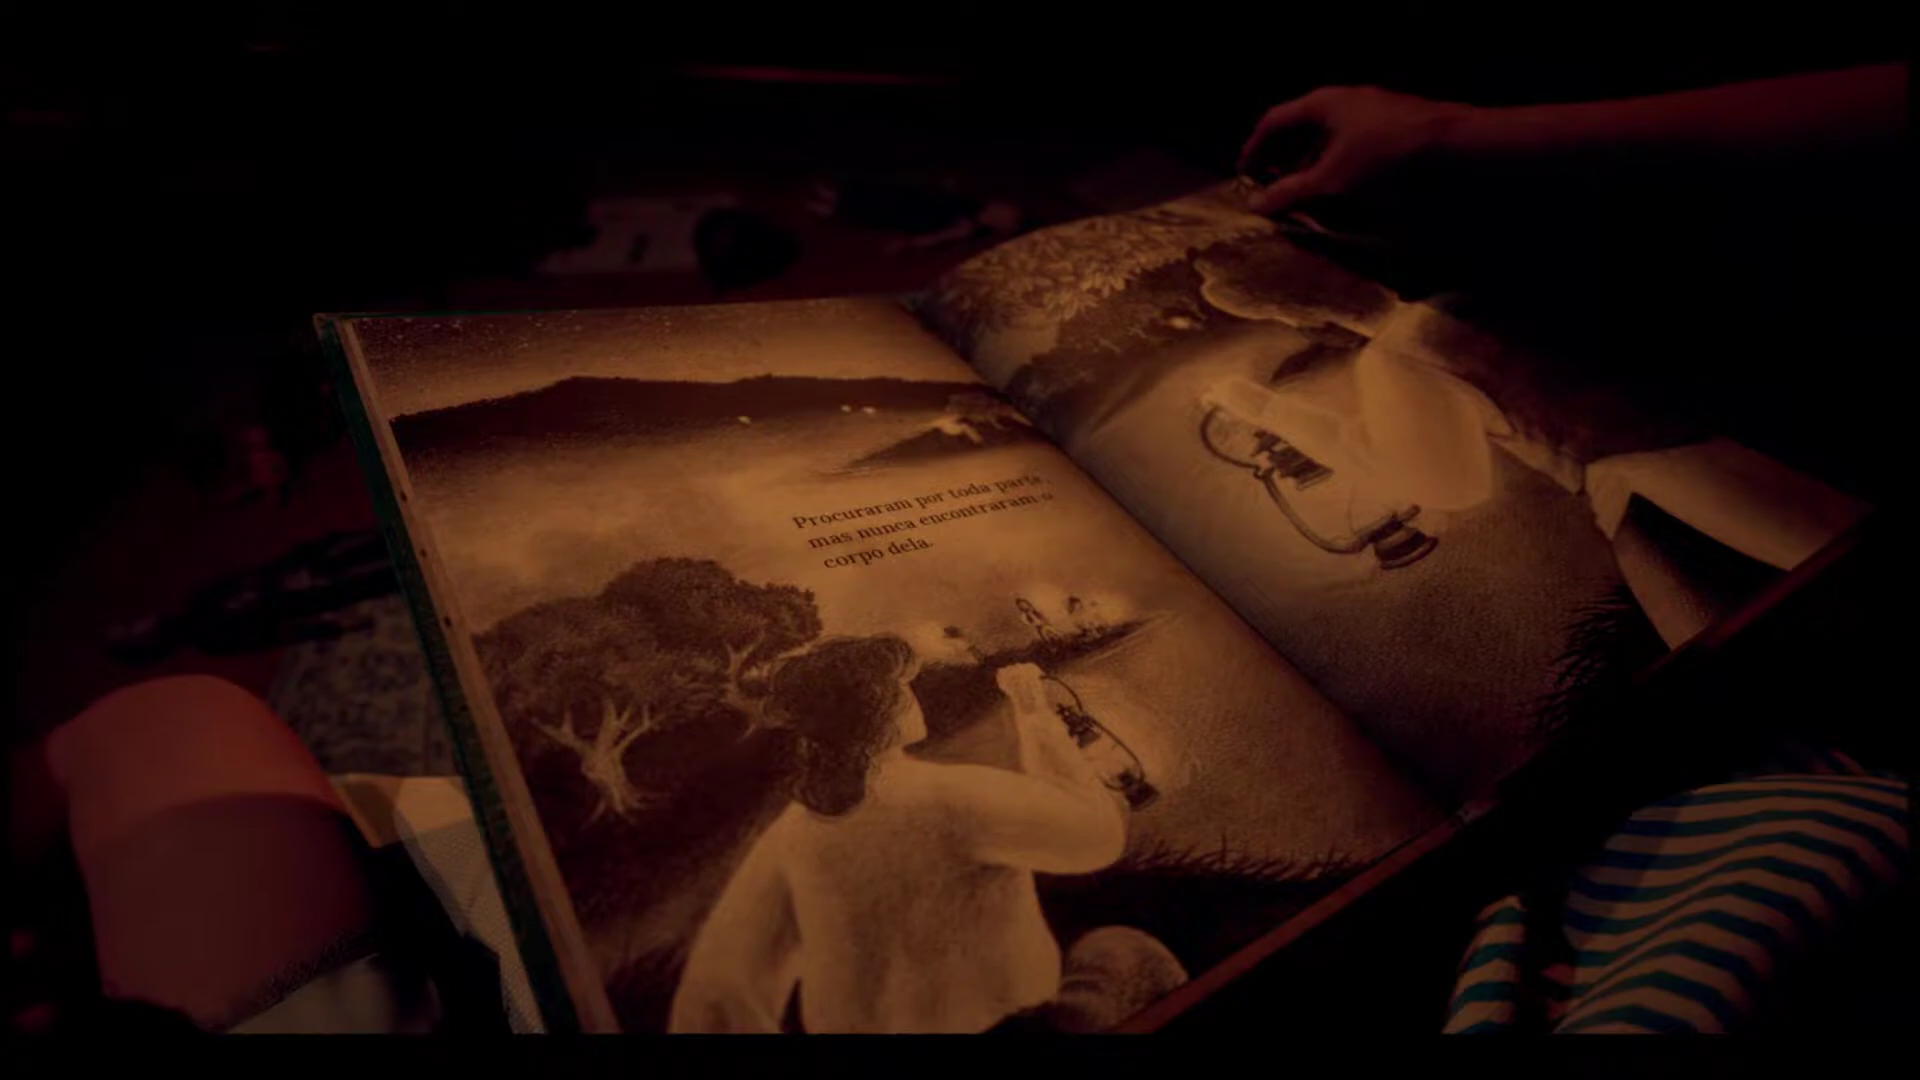 Procuraram por toda parte,
mas nunca encontraram o
corpo dela.